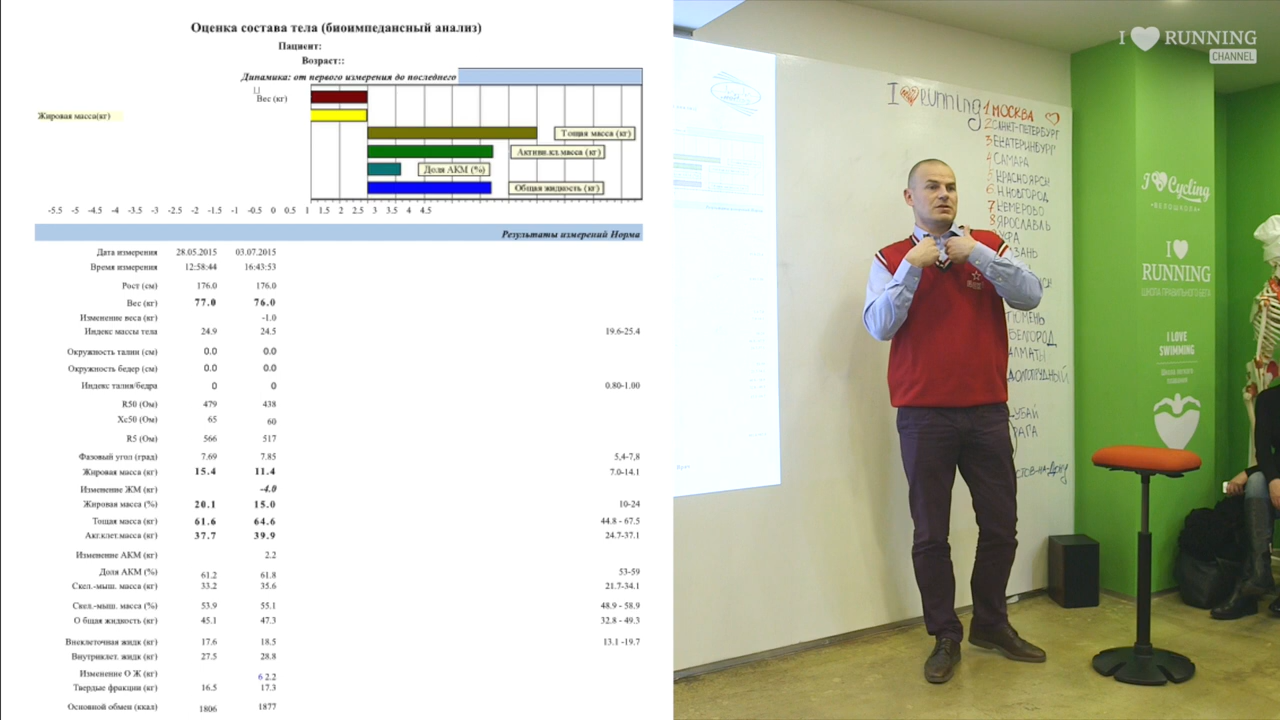 Оценка состава тела (биоимпедансный анализ)
Пациент:
Возраст::
Динамика: от первого измерения до последнего
Вес (кг)
Жировая масса(кг)
Тощая масса (кг)
Активн.кл.масса (кг)
Доля АКМ (%)
Общая жидкость (кг)
-5.5 -5 -4.5 -4 -3.5 -3 -2.5 -2 -1.5 -1 -0.5 0 0.5 1 1.5 2 2.5 3 3.5 4 4.5
Результаты измерений Норма
Дата измерения 28.05.2015 03.07.2015
Время измерения 12:58:44 16:43:53
Рост (см) 176.0 176.0
Вес (кг) 77.0 76.0
Изменение веса (кг) -1.0
Индекс массы тела 24.9 24.5 19.6-25.4
Окружность талии (см) 0.0 0.0
Окружность бедер (см) 0.0 0.0
Индекс талия/бедра 0 0 0,80-1.00
R50 (Ом) 479 438
Xc50 (Ом) 65 60
R5 (Ом) 566 517
Фазовый угол (град) 7.69 7.85 5,4-7,8
Жировая масса (кг) 15.4 11.4 7.0-14.1
Изменение ЖМ (кг) -4.0
Жировая масса (%) 20.1 15.0 10-24
Тощая масса (кг) 61.6 64.6 44.8 - 67.5
Акт.клет.масса (кг) 37.7 39.9 24.7-37.1
Изменение АКМ (кг) 2.2
Доля АКМ (%) 61.2 61.8 53-59
Скел.-мыш. масса (кг) 33.2 35.6 21.7-34.1
Скел.-мыш. масса (%) 53.9 55.1 48.9 - 58.9
О бщая жидкость (кг) 45.1 47.3 32.8 - 49.3
Внеклеточная жидк (кг) 17.6 18.5 13.1 -19.7
Внутриклет. жидк (кг) 27.5 28.8
Изменение О Ж (кг) 6 2.2
Твердые фракции (кг) 16.5 17.3
Основной обмен (ккал) 1806 1877
I RUNNING
CHANNEL
I running
1 МОСКВА
2 САНКТ-ПЕТЕРБУРГ
3 ЕКАТЕРИНБУРГ
4 САМАРА
5 КРАСНОЯРСК
6 Н.НОВГОРОД
7 КЕМЕРОВО
8 ЯРОСЛАВЛЬ
ТЮМЕНЬ
БЕЛГОРОД
АЛМАТЫ
ДОЛГОПРУДНЫЙ
I Cycling
ВЕЛОШКОЛА
I
RUNNING
ШКОЛА ПРАВИЛЬНОГО БЕГА
I LOVE
SWIMMING
Школа легкого
плавания